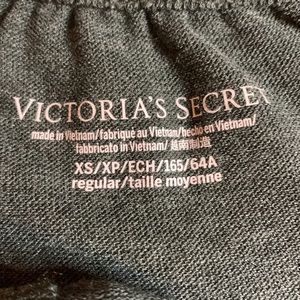 VICTORIA'S SECRET
made in Vietnam/fabriqué au Vietnam/hecho en Vietnam/
fabbricato in Vietnam/越南制造
XS/XP/ECH/165/64A
regular/taille moyenne